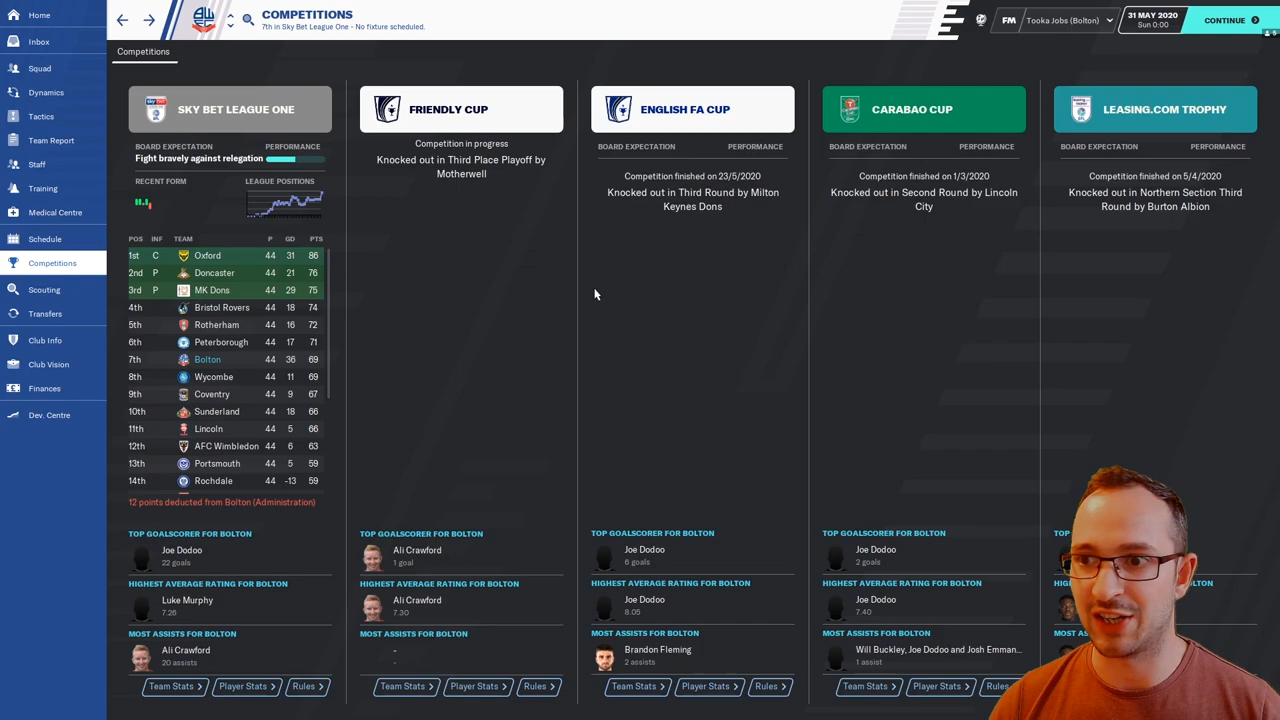 Home
Inbox
Squad
Dynamics
Tactics
Team Report
Staff
Training
Medical Centre
Schedule
Competitions
Scouting
Transfers
Club Info
Club Vision
Finances
Dev. Centre
COMPETITIONS
7th in Sky Bet League One - No fixture scheduled.
FM
Tooka Jobs (Bolton)
31 MAY 2020
Sun 0:00
CONTINUE
Competitions
SKY BET LEAGUE ONE
BOARD EXPECTATION PERFORMANCE
Fight bravely against relegation
RECENT FORM LEAGUE POSITIONS
POS INF TEAM P GD PTS
1st C Oxford 44 31 86
2nd P Doncaster 44 21 76
3rd P MK Dons 44 29 75
4th Bristol Rovers 44 18 74
5th Rotherham 44 16 72
6th Peterborough 44 17 71
7th Bolton 44 36 69
8th Wycombe 44 11 69
9th Coventry 44 9 67
10th Sunderland 44 18 66
11th Lincoln 44 5 66
12th AFC Wimbledon 44 6 63
13th Portsmouth 44 5 59
14th Rochdale 44 -13 59
12 points deducted from Bolton (Administration)
TOP GOALSCORER FOR BOLTON
Joe Dodoo
22 goals
HIGHEST AVERAGE RATING FOR BOLTON
Luke Murphy
7.26
MOST ASSISTS FOR BOLTON
Ali Crawford
20 assists
Team Stats Player Stats Rules
FRIENDLY CUP
Competition in progress
Knocked out in Third Place Playoff by
Motherwell
TOP GOALSCORER FOR BOLTON
Ali Crawford
1 goal
HIGHEST AVERAGE RATING FOR BOLTON
Ali Crawford
7.30
MOST ASSISTS FOR BOLTON
-
-
Team Stats Player Stats Rules
ENGLISH FA CUP
BOARD EXPECTATION PERFORMANCE
Competition finished on 23/5/2020
Knocked out in Third Round by Milton
Keynes Dons
TOP GOALSCORER FOR BOLTON
Joe Dodoo
6 goals
HIGHEST AVERAGE RATING FOR BOLTON
Joe Dodoo
8.05
MOST ASSISTS FOR BOLTON
Brandon Fleming
2 assists
Team Stats Player Stats Rules
CARABAO CUP
BOARD EXPECTATION PERFORMANCE
Competition finished on 1/3/2020
Knocked out in Second Round by Lincoln
City
TOP GOALSCORER FOR BOLTON
Joe Dodoo
2 goals
HIGHEST AVERAGE RATING FOR BOLTON
Joe Dodoo
7.40
MOST ASSISTS FOR BOLTON
Will Buckley, Joe Dodoo and Josh Emman...
1 assist
Team Stats Player Stats Rules
LEASING.COM TROPHY
BOARD EXPECTATION PERFORMANCE
Competition finished on 5/4/2020
Knocked out in Northern Section Third
Round by Burton Albion